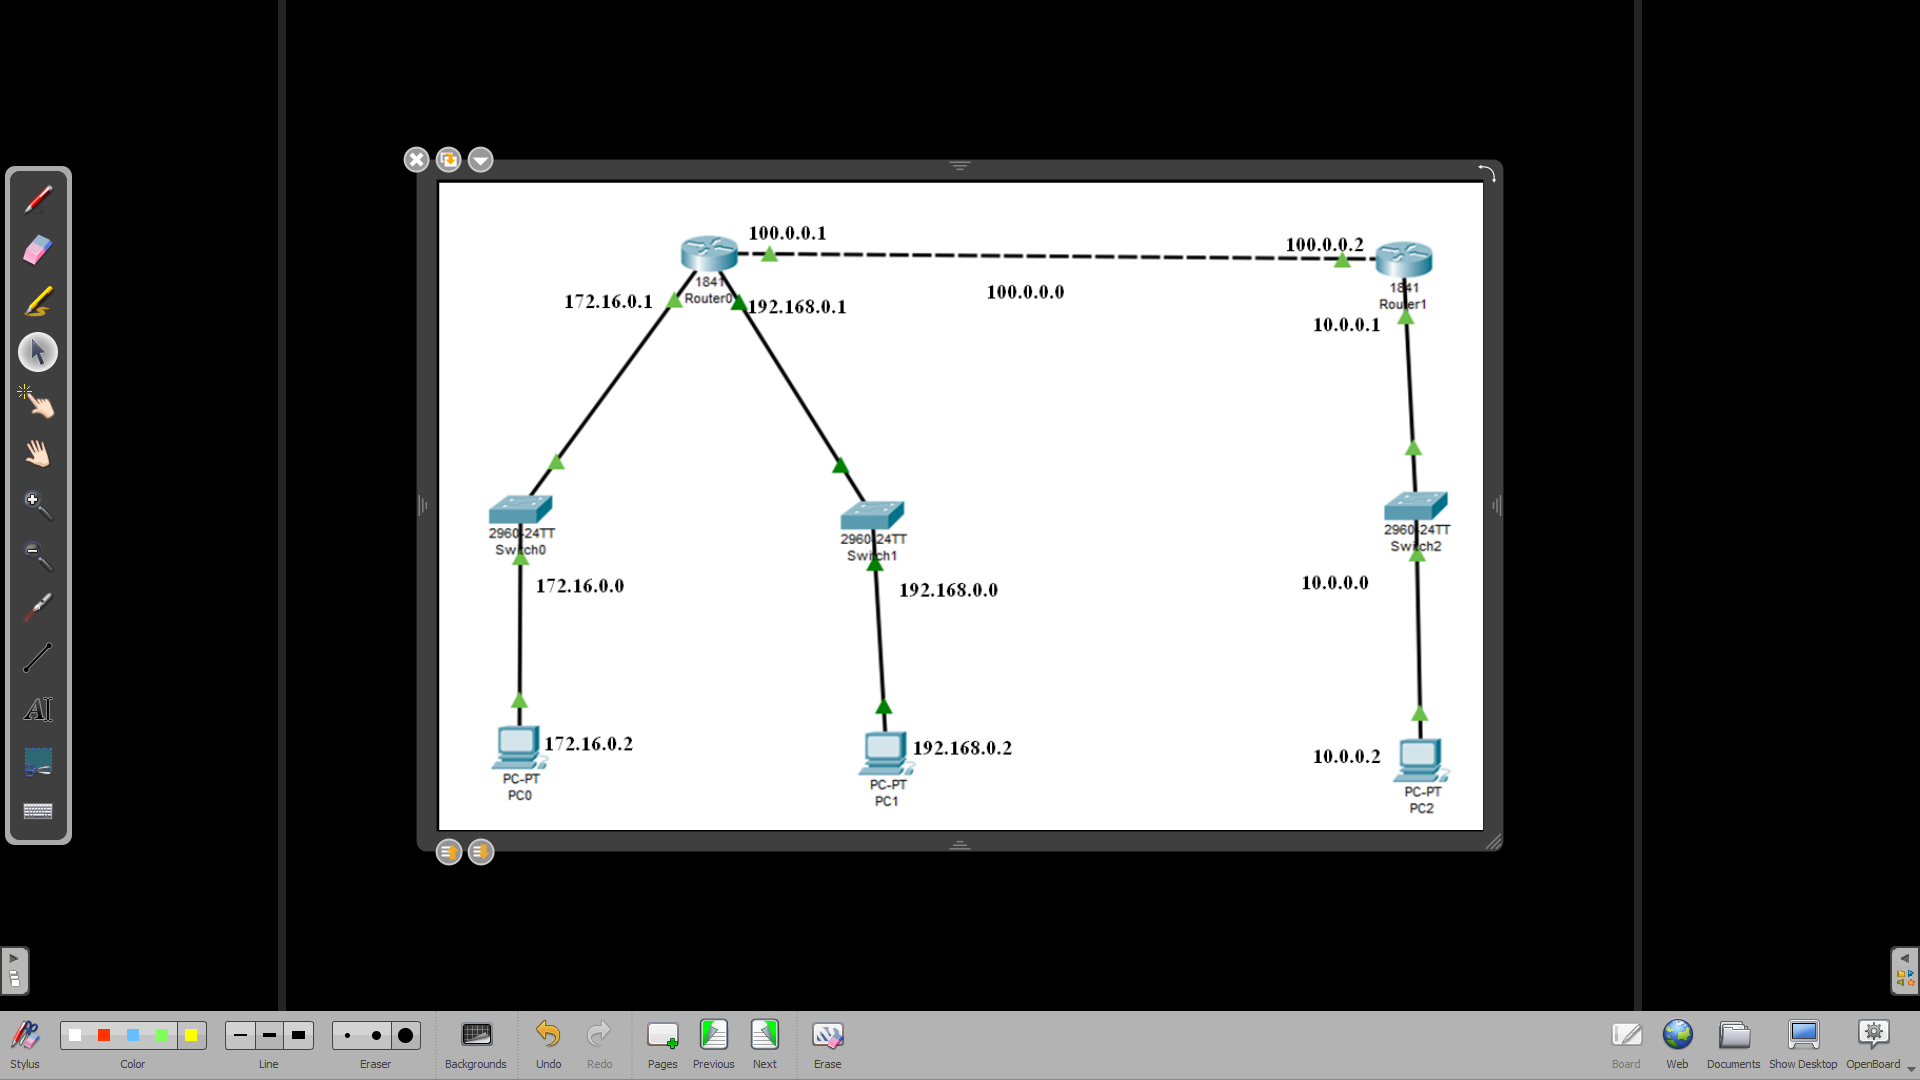 100.0.0.1
100.0.0.2
1841
Router0
172.16.0.1
192.168.0.1
100.0.0.0
1841
Router1
10.0.0.1
2960-24TT
Switch0
2960-24TT
Switch1
2960-24TT
Switch2
172.16.0.0
192.168.0.0
10.0.0.0
172.16.0.2
192.168.0.2
10.0.0.2
PC-PT
PC0
PC-PT
PC1
PC-PT
PC2
AI
Stylus
Color
Line
Eraser
Backgrounds
Undo
Redo
Pages
Previous
Next
Erase
Board
Web
Documents
Show Desktop
OpenBoard